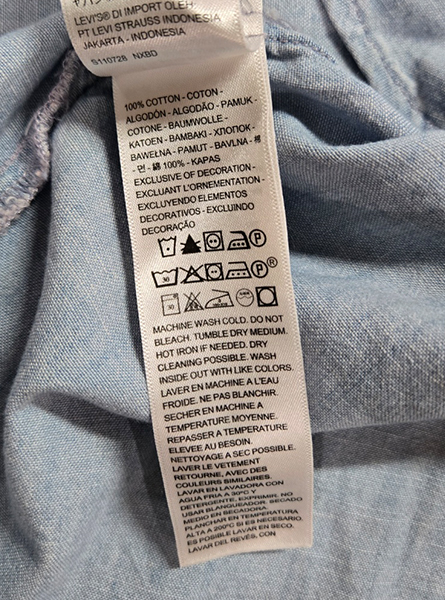 LEVI'S® DI IMPORT OLEH
PT LEVI STRAUSS INDONESIA
JAKARTA - INDONESIA
S110728 NXBD
100% COTTON - COTON -
ALGODÓN - ALGODÃO - PAMUK -
COTONE - BAUMWOLLE -
KATOEN - BAMBAKI - ХЛОПОК -
BAWEŁNA - PAMUT - BAVLNA - 棉
- 면 - 綿 100% - KAPAS
EXCLUSIVE OF DECORATION -
EXCLUANT L'ORNEMENTATION -
EXCLUYENDO ELEMENTOS
DECORATIVOS - EXCLUINDO
DECORAÇÃO
P
30 P®
30
MACHINE WASH COLD. DO NOT
BLEACH. TUMBLE DRY MEDIUM.
HOT IRON IF NEEDED. DRY
CLEANING POSSIBLE. WASH
INSIDE OUT WITH LIKE COLORS.
LAVER EN MACHINE A L'EAU
FROIDE. NE PAS BLANCHIR.
SECHER EN MACHINE A
TEMPERATURE MOYENNE.
REPASSER A TEMPERATURE
ELEVEE AU BESOIN.
NETTOYAGE A SEC POSSIBLE.
LAVER LE VETEMENT
RETOURNE, AVEC DES
COULEURS SIMILAIRES.
LAVAR EN LAVADORA CON
AGUA FRIA A 30°C Y
DETERGENTE, EXPRIMIR. NO
USAR BLANQUEADOR. SECADO
MEDIO EN SECADORA.
PLANCHAR EN TEMPERATURA
ALTA A 200°C SI ES NECESARIO.
ES POSIBLE LAVAR EN SECO.
LAVAR DEL REVÉS, CON